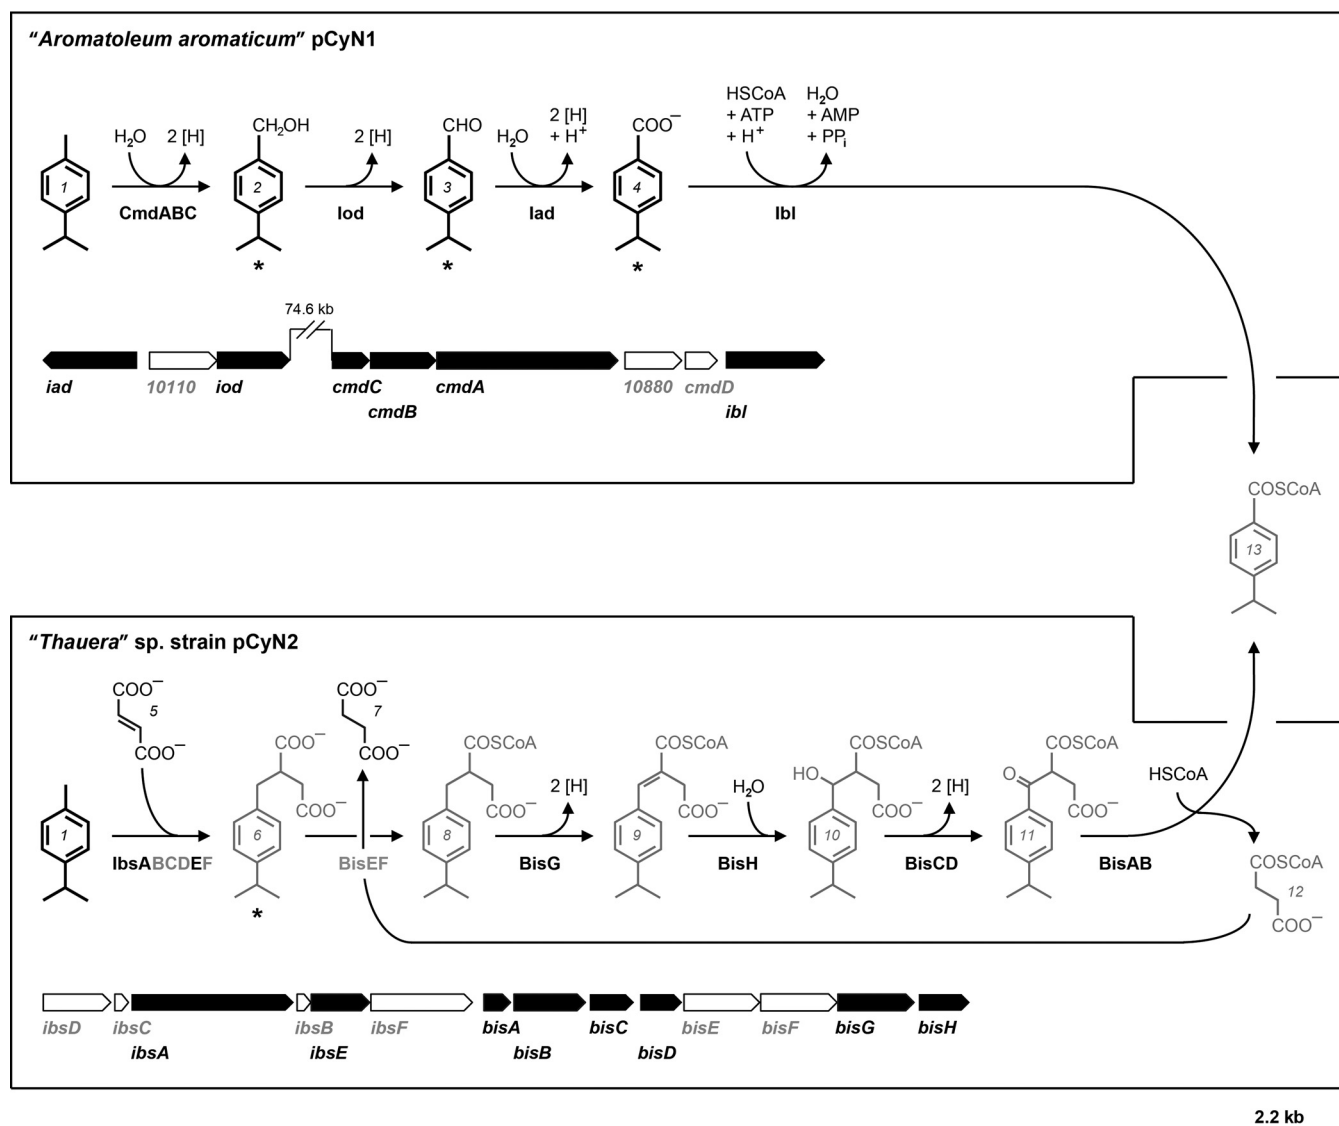 “Aromatoleum aromaticum” pCyN1
HSCoA
+ ATP
+ H+
H2O
+ AMP
+ PPi
H2O
2 [H]
CH2OH
2 [H]
CHO
H2O
2 [H]
+ H+
COO−
1
CmdABC
2
Iod
3
Iad
4
Ibl
*
*
*
74.6 kb
iad
10110
iod
cmdC
cmdB
cmdA
10880
cmdD
ibl
COSCoA
13
“Thauera” sp. strain pCyN2
COO−
5
COO−
COO−
7
COO−
COO−
COO−
COSCoA
COO−
2 [H]
COSCoA
COO−
H2O
COSCoA
HO
COO−
2 [H]
COSCoA
O
COO−
HSCoA
1
IbsABCDEF
6
BisEF
8
BisG
9
BisH
10
BisCD
11
BisAB
COSCoA
12
COO−
*
ibsD
ibsC
ibsA
ibsB
ibsE
ibsF
bisA
bisB
bisC
bisD
bisE
bisF
bisG
bisH
2.2 kb